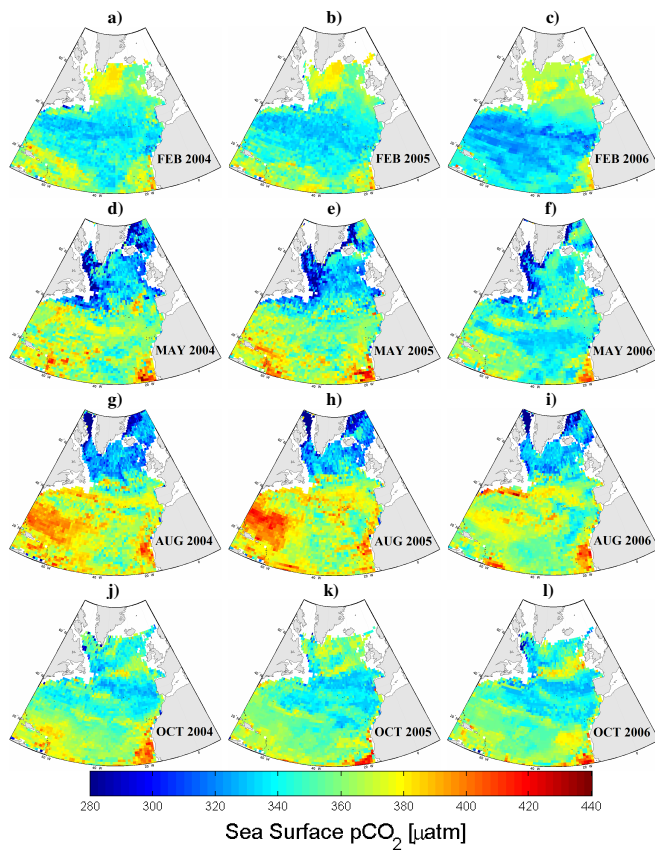 a) b) c)
FEB 2004 FEB 2005 FEB 2006
d) e) f)
MAY 2004 MAY 2005 MAY 2006
g) h) i)
AUG 2004 AUG 2005 AUG 2006
j) k) l)
OCT 2004 OCT 2005 OCT 2006
280 300 320 340 360 380 400 420 440
Sea Surface pCO₂ [µatm]